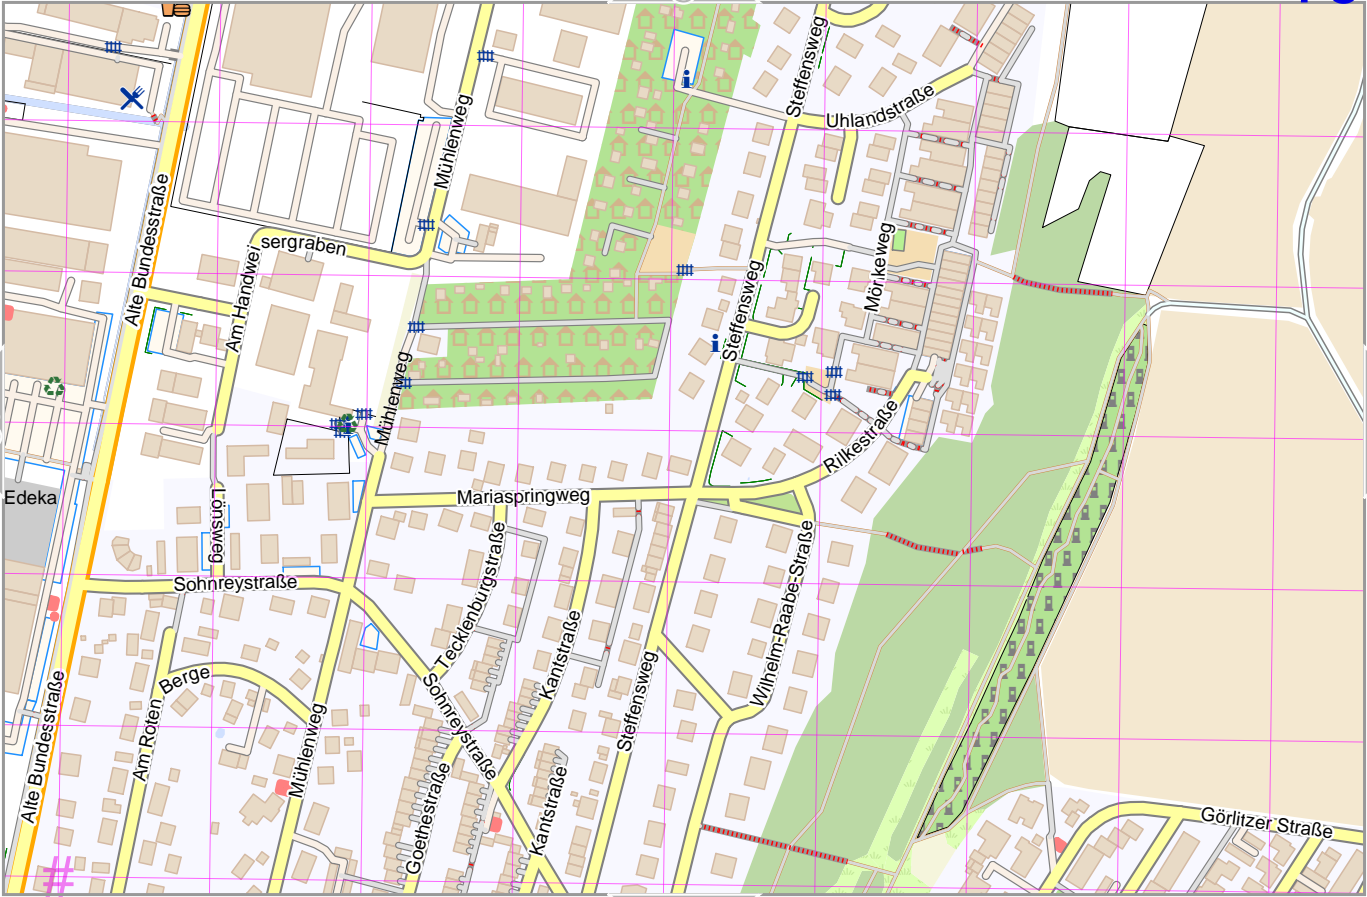 Steffensweg
Uhlandstraße
Mühlenweg
Alte Bundesstraße
sergraben
Am Handwei
Mörikeweg
Steffensweg
i
i
Mühlenweg
Rilkestraße
Edeka
Mariaspringweg
Lönsweg
Sohnreystraße
Tecklenburgstraße
Kantstraße
Wilhelm-Raabe-Straße
Steffensweg
Am Roten
Berge
Sohnreystraße
Alte Bundesstraße
Mühlenweg
Goethestraße
Kantstraße
Görlitzer Straße
#